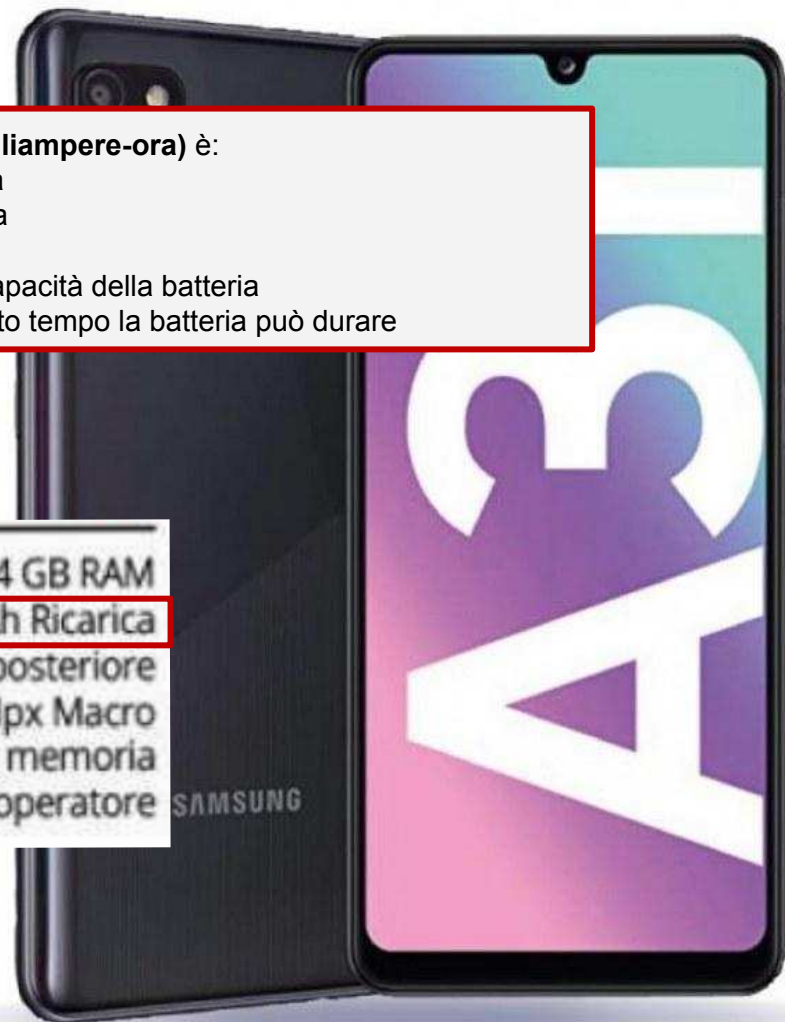 liampere-ora) è:
a
a
apacità della batteria
to tempo la batteria può durare
4 GB RAM
h Ricarica
posteriore
px Macro
memoria
operatore
SAMSUNG
A31